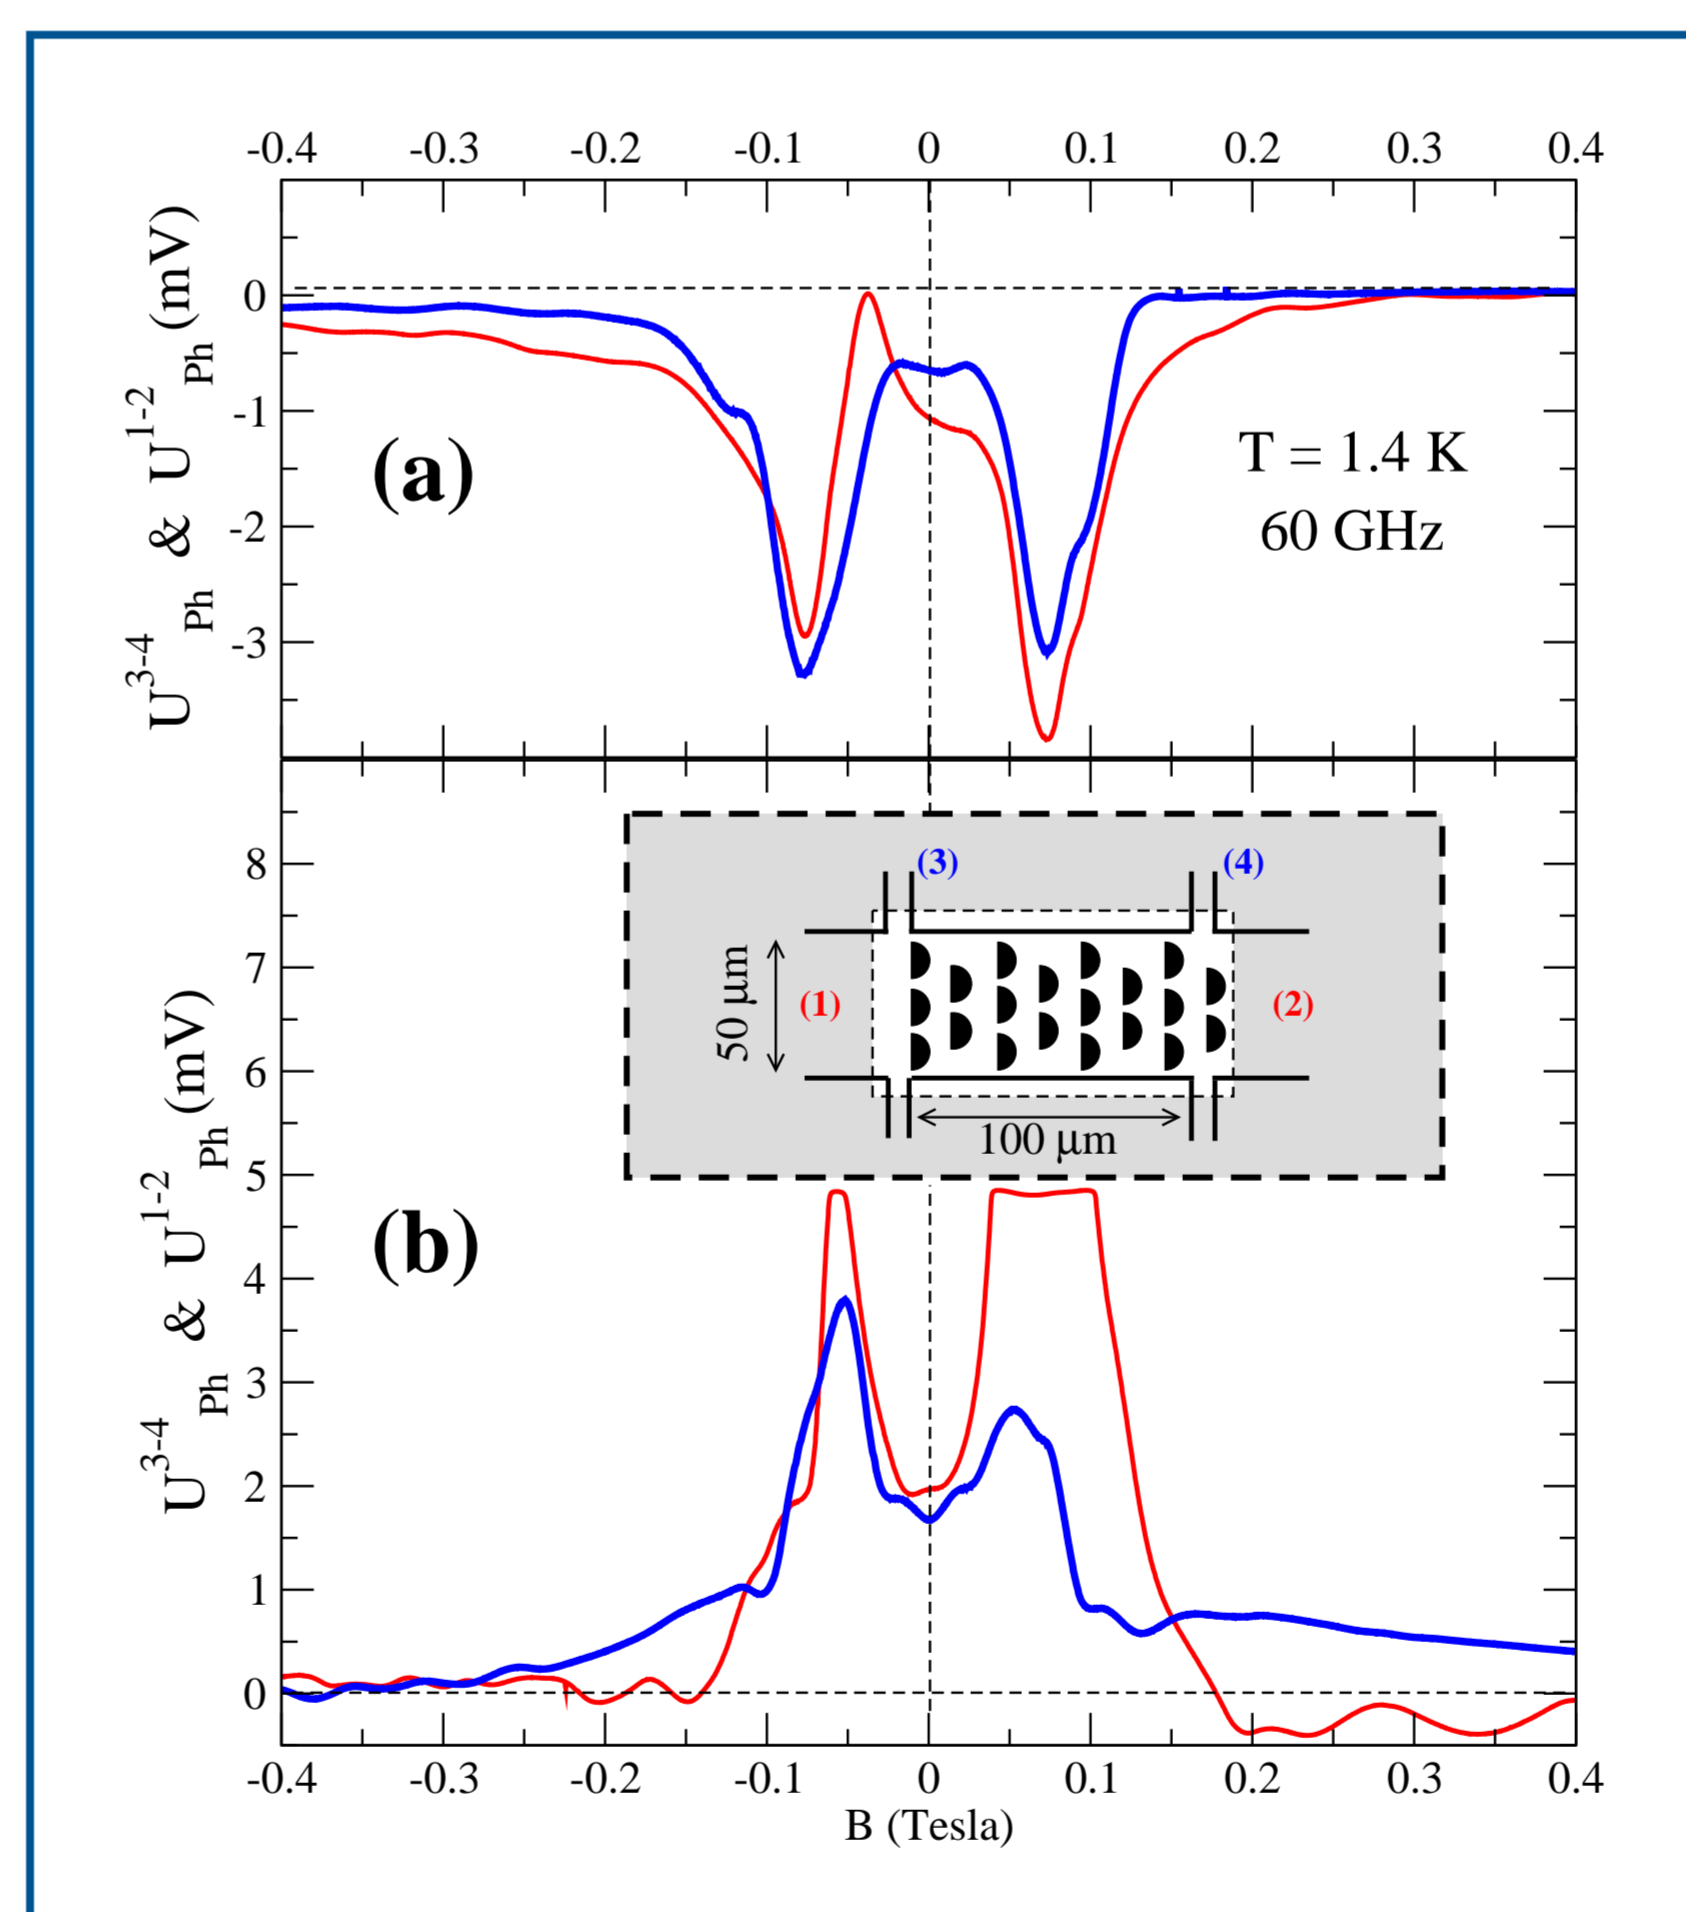 -0.4 -0.3 -0.2 -0.1 0 0.1 0.2 0.3 0.4
U³⁻⁴Ph & U¹⁻²Ph (mV)
0
-1
-2
-3
(a)
T = 1.4 K
60 GHz
U³⁻⁴Ph & U¹⁻²Ph (mV)
8
7
6
5
4
3
2
1
0
(3) (4)
50 μm
(1) (2)
100 μm
(b)
-0.4 -0.3 -0.2 -0.1 0 0.1 0.2 0.3 0.4
B (Tesla)